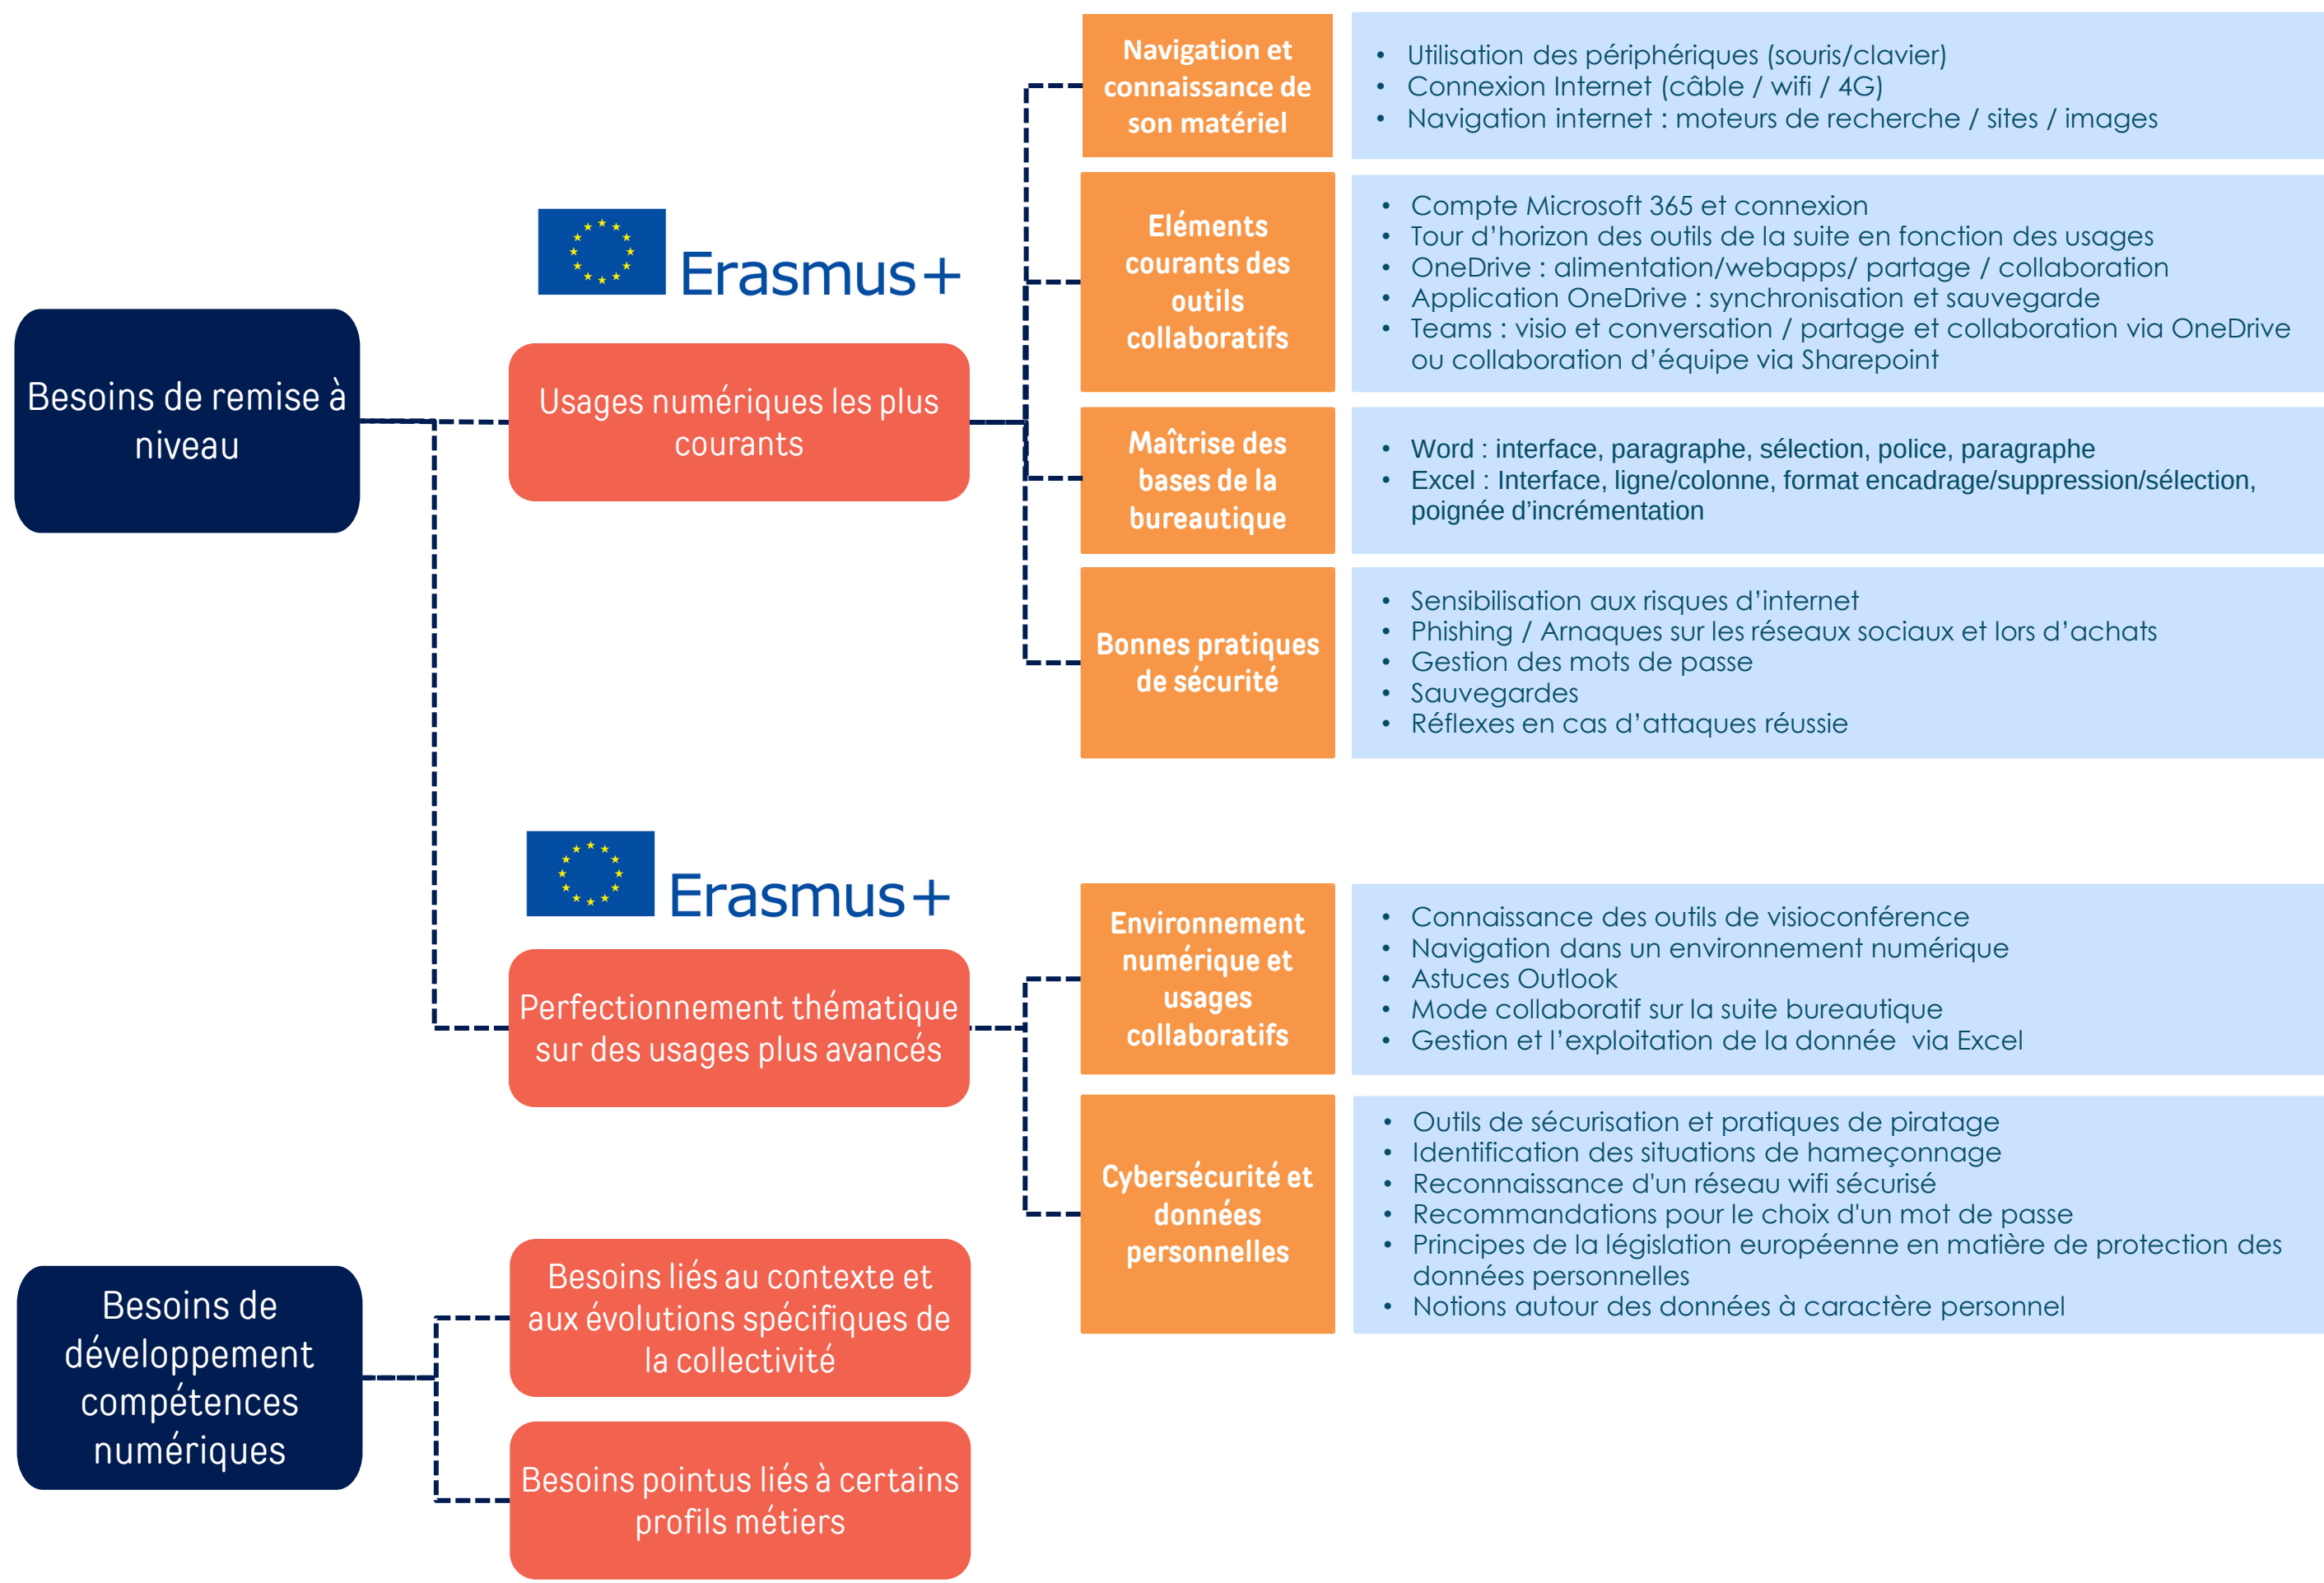 Besoins de remise à
niveau
Erasmus+
Usages numériques les plus
courants
Navigation et
connaissance de
son matériel
• Utilisation des périphériques (souris/clavier)
• Connexion Internet (câble / wifi / 4G)
• Navigation internet : moteurs de recherche / sites / images
Eléments
courants des
outils
collaboratifs
• Compte Microsoft 365 et connexion
• Tour d’horizon des outils de la suite en fonction des usages
• OneDrive : alimentation/webapps/ partage / collaboration
• Application OneDrive : synchronisation et sauvegarde
• Teams : visio et conversation / partage et collaboration via OneDrive
ou collaboration d’équipe via Sharepoint
Maîtrise des
bases de la
bureautique
• Word : interface, paragraphe, sélection, police, paragraphe
• Excel : Interface, ligne/colonne, format encadrage/suppression/sélection,
poignée d’incrémentation
Bonnes pratiques
de sécurité
• Sensibilisation aux risques d’internet
• Phishing / Arnaques sur les réseaux sociaux et lors d’achats
• Gestion des mots de passe
• Sauvegardes
• Réflexes en cas d’attaques réussie
Erasmus+
Perfectionnement thématique
sur des usages plus avancés
Environnement
numérique et
usages
collaboratifs
• Connaissance des outils de visioconférence
• Navigation dans un environnement numérique
• Astuces Outlook
• Mode collaboratif sur la suite bureautique
• Gestion et l’exploitation de la donnée  via Excel
Cybersécurité et
données
personnelles
• Outils de sécurisation et pratiques de piratage
• Identification des situations de hameçonnage
• Reconnaissance d'un réseau wifi sécurisé
• Recommandations pour le choix d'un mot de passe
• Principes de la législation européenne en matière de protection des
données personnelles
• Notions autour des données à caractère personnel
Besoins de
développement
compétences
numériques
Besoins liés au contexte et
aux évolutions spécifiques de
la collectivité
Besoins pointus liés à certains
profils métiers